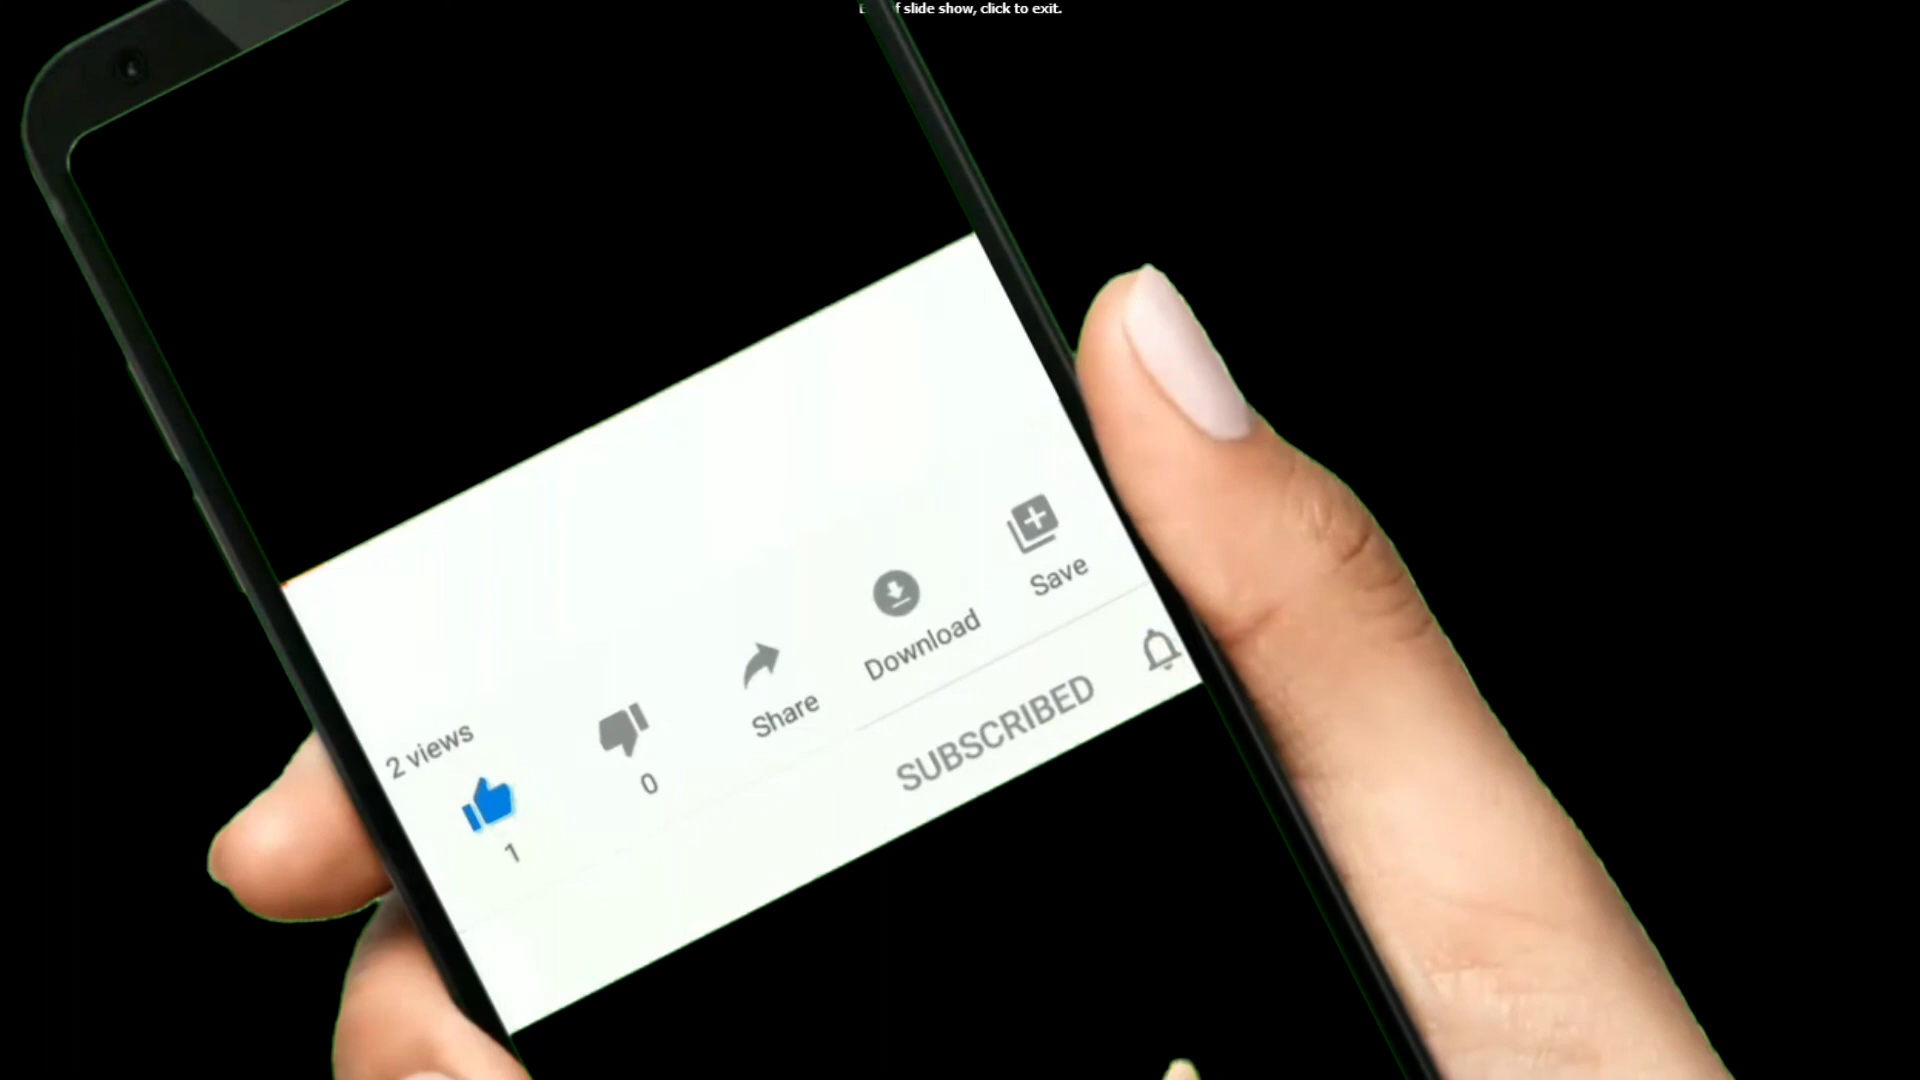 f slide show, click to exit.
Save
Download
Share
2 views
0
1
SUBSCRIBED